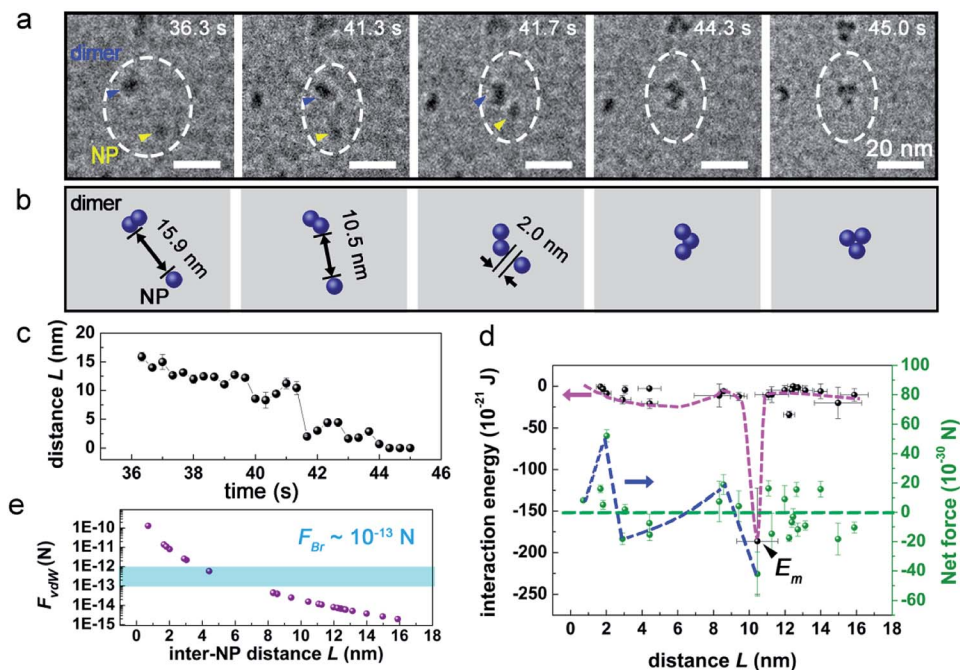 a
36.3 s
41.3 s
41.7 s
44.3 s
45.0 s
dimer
NP
20 nm
b
dimer
15.9 nm
10.5 nm
2.0 nm
NP
c
distance L (nm)
20
15
10
5
0
36 38 40 42 44 46
time (s)
d
interaction energy (10⁻²¹ J)
0
-50
-100
-150
-200
-250
100
80
60
40
20
0
-20
-40
-60
Net force (10⁻³⁰ N)
Eₘ
0 2 4 6 8 10 12 14 16 18
distance L (nm)
e
F_vdW (N)
1E-10
1E-11
1E-12
1E-13
1E-14
1E-15
F_Br ~ 10⁻¹³ N
0 2 4 6 8 10 12 14 16 18
inter-NP distance L (nm)